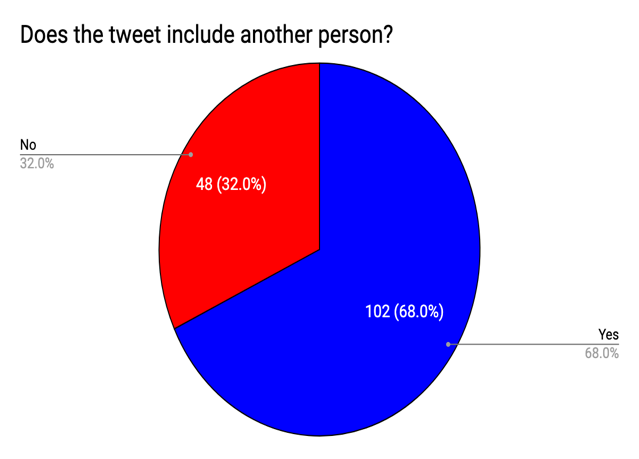 Does the tweet include another person?
No
32.0%
48 (32.0%)
102 (68.0%)
Yes
68.0%